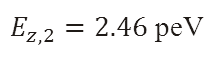 E_{z,2} = 2.46 peV